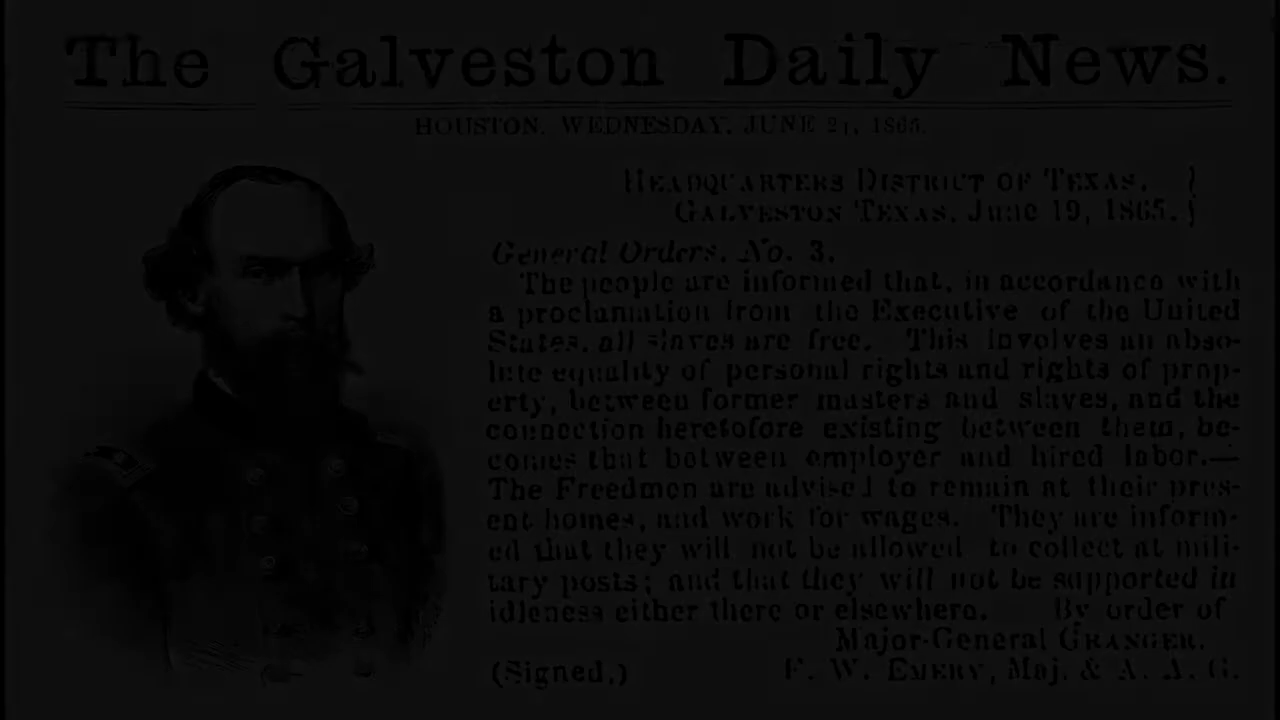 The Galveston Daily News.
HOUSTON, WEDNESDAY, JUNE 21, 1865.
HEADQUARTERS DISTRICT OF TEXAS, }
GALVESTON TEXAS, June 19, 1865. }
General Orders, No. 3.
The people are informed that, in accordance with
a proclamation from the Executive of the United
States, all slaves are free. This involves an abso-
lute equality of personal rights and rights of prop-
erty, between former masters and slaves, and the
connection heretofore existing between them, be-
comes that between employer and hired labor.—
The Freedmen are advised to remain at their pres-
ent homes, and work for wages. They are inform-
ed that they will not be allowed to collect at mili-
tary posts; and that they will not be supported in
idleness either there or elsewhere. By order of
Major-General GRANGER.
(Signed,) F. W. EMERY, Maj. & A. A. G.